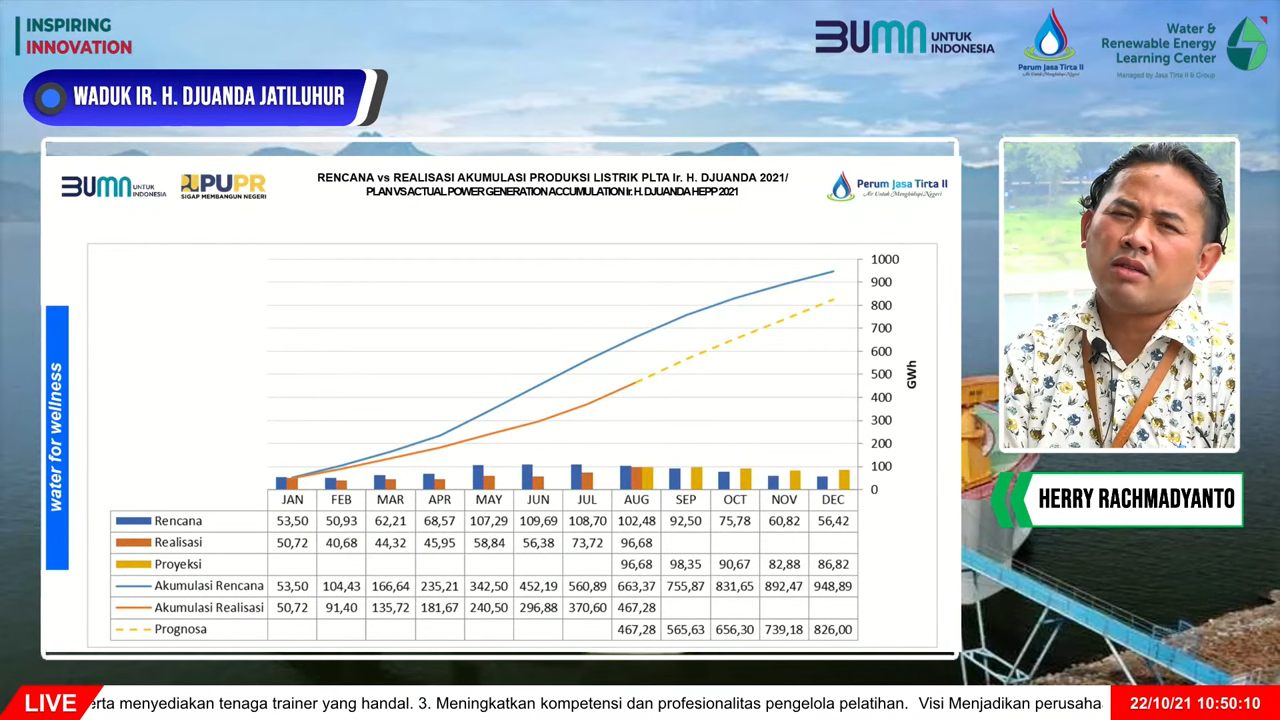 INSPIRING
INNOVATION
BUMN UNTUK
INDONESIA
Perum Jasa Tirta II
Air Untuk Menghidupi Negeri
Water &
Renewable Energy
Learning Center
Managed by Jasa Tirta II & Group
WADUK IR. H. DJUANDA JATILUHUR
BUMN UNTUK
INDONESIA
PUPR
SIGAP MEMBANGUN NEGERI
RENCANA vs REALISASI AKUMULASI PRODUKSI LISTRIK PLTA Ir. H. DJUANDA 2021/
PLAN VS ACTUAL POWER GENERATION ACCUMULATION Ir. H. DJUANDA HEPP 2021
Perum Jasa Tirta II
Air Untuk Menghidupi Negeri
water for wellness
1000
900
800
700
600
500
400
300
200
100
0
GWh
JAN FEB MAR APR MAY JUN JUL AUG SEP OCT NOV DEC
Rencana 53,50 50,93 62,21 68,57 107,29 109,69 108,70 102,48 92,50 75,78 60,82 56,42
Realisasi 50,72 40,68 44,32 45,95 58,84 56,38 73,72 96,68
Proyeksi 96,68 98,35 90,67 82,88 86,82
Akumulasi Rencana 53,50 104,43 166,64 235,21 342,50 452,19 560,89 663,37 755,87 831,65 892,47 948,89
Akumulasi Realisasi 50,72 91,40 135,72 181,67 240,50 296,88 370,60 467,28
Prognosa 467,28 565,63 656,30 739,18 826,00
HERRY RACHMADYANTO
LIVE erta menyediakan tenaga trainer yang handal. 3. Meningkatkan kompetensi dan profesionalitas pengelola pelatihan. Visi Menjadikan perusaha 22/10/21 10:50:10